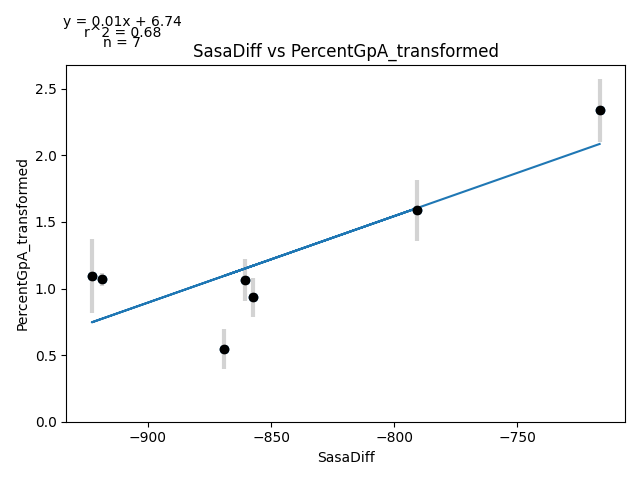 y = 0.01x + 6.74
r^2 = 0.68
n = 7
SasaDiff vs PercentGpA_transformed
PercentGpA_transformed
2.5
2.0
1.5
1.0
0.5
0.0
−900
−850
−800
−750
SasaDiff